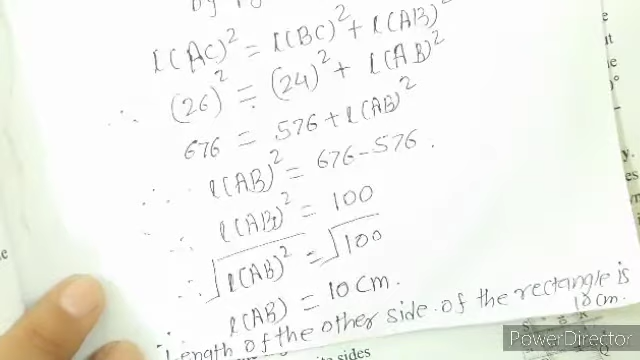 by
l(AC)² = l(BC)² + l(AB)²
∴ (26)² = (24)² + l(AB)²
676 = 576 + l(AB)²
∴ l(AB)² = 676 - 576.
∴ l(AB)² = 100
∴ √l(AB)² = √100
∴ l(AB) = 10 cm.
Length of the other side of the rectangle is
10 cm.
sides
PowerDirector